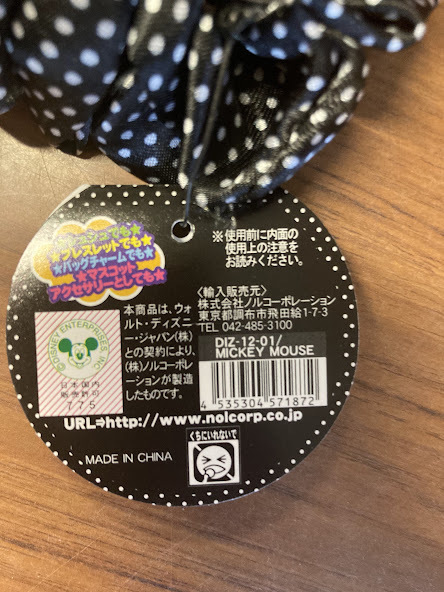 シュシュでも★
★ブレスレットでも★
★バッグチャームでも★
★マスコット
アクセサリーとしても★
※使用前に内面の
使用上の注意を
お読みください。
〈輸入販売元〉
株式会社ノルコーポレーション
東京都調布市飛田給1-7-3
TEL 042-485-3100
本商品は、ウォ
ルト・ディズニ
ー・ジャパン(株)
との契約により、
(株)ノルコーポレ
ーションが製造
したものです。
©DISNEY ENTERPRISES, INC.
日本国内
販売許可
775
DIZ-12-01/
MICKEY MOUSE
4 535304 571872
URL⇒http://www.nolcorp.co.jp
MADE IN CHINA
くちにいれないで